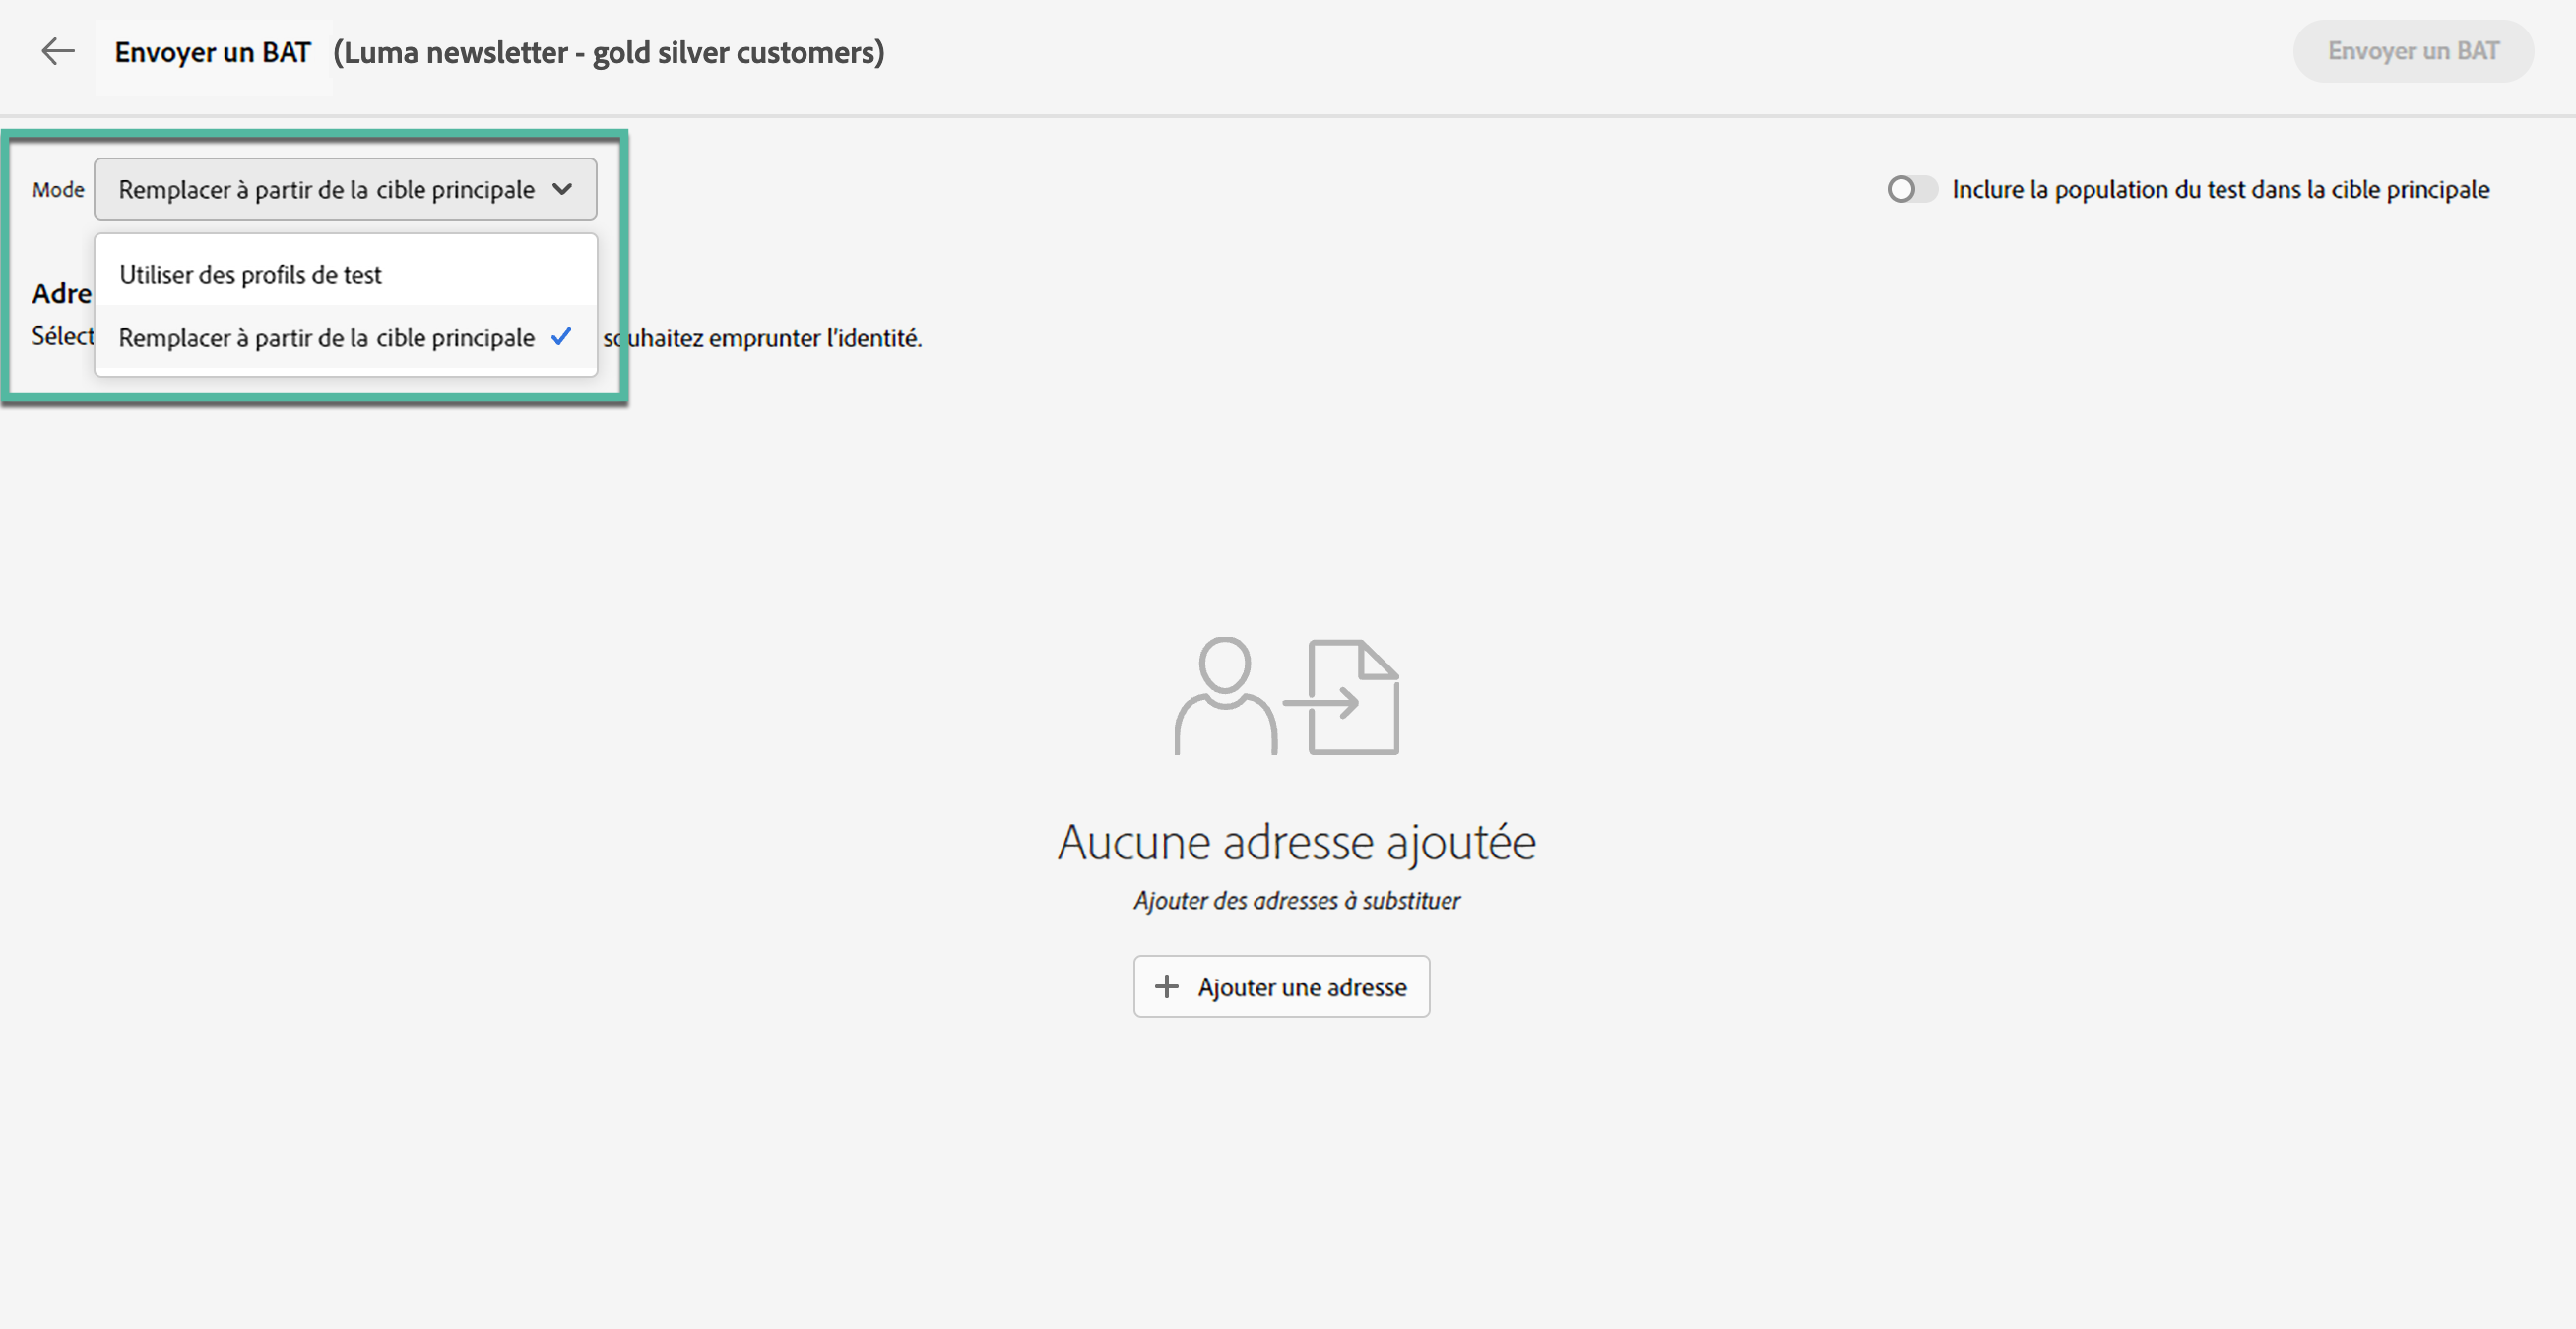 Envoyer un BAT (Luma newsletter - gold silver customers)
Envoyer un BAT
Mode Remplacer à partir de la cible principale
Inclure la population du test dans la cible principale
Utiliser des profils de test
Remplacer à partir de la cible principale
souhaitez emprunter l'identité.
Aucune adresse ajoutée
Ajouter des adresses à substituer
Ajouter une adresse